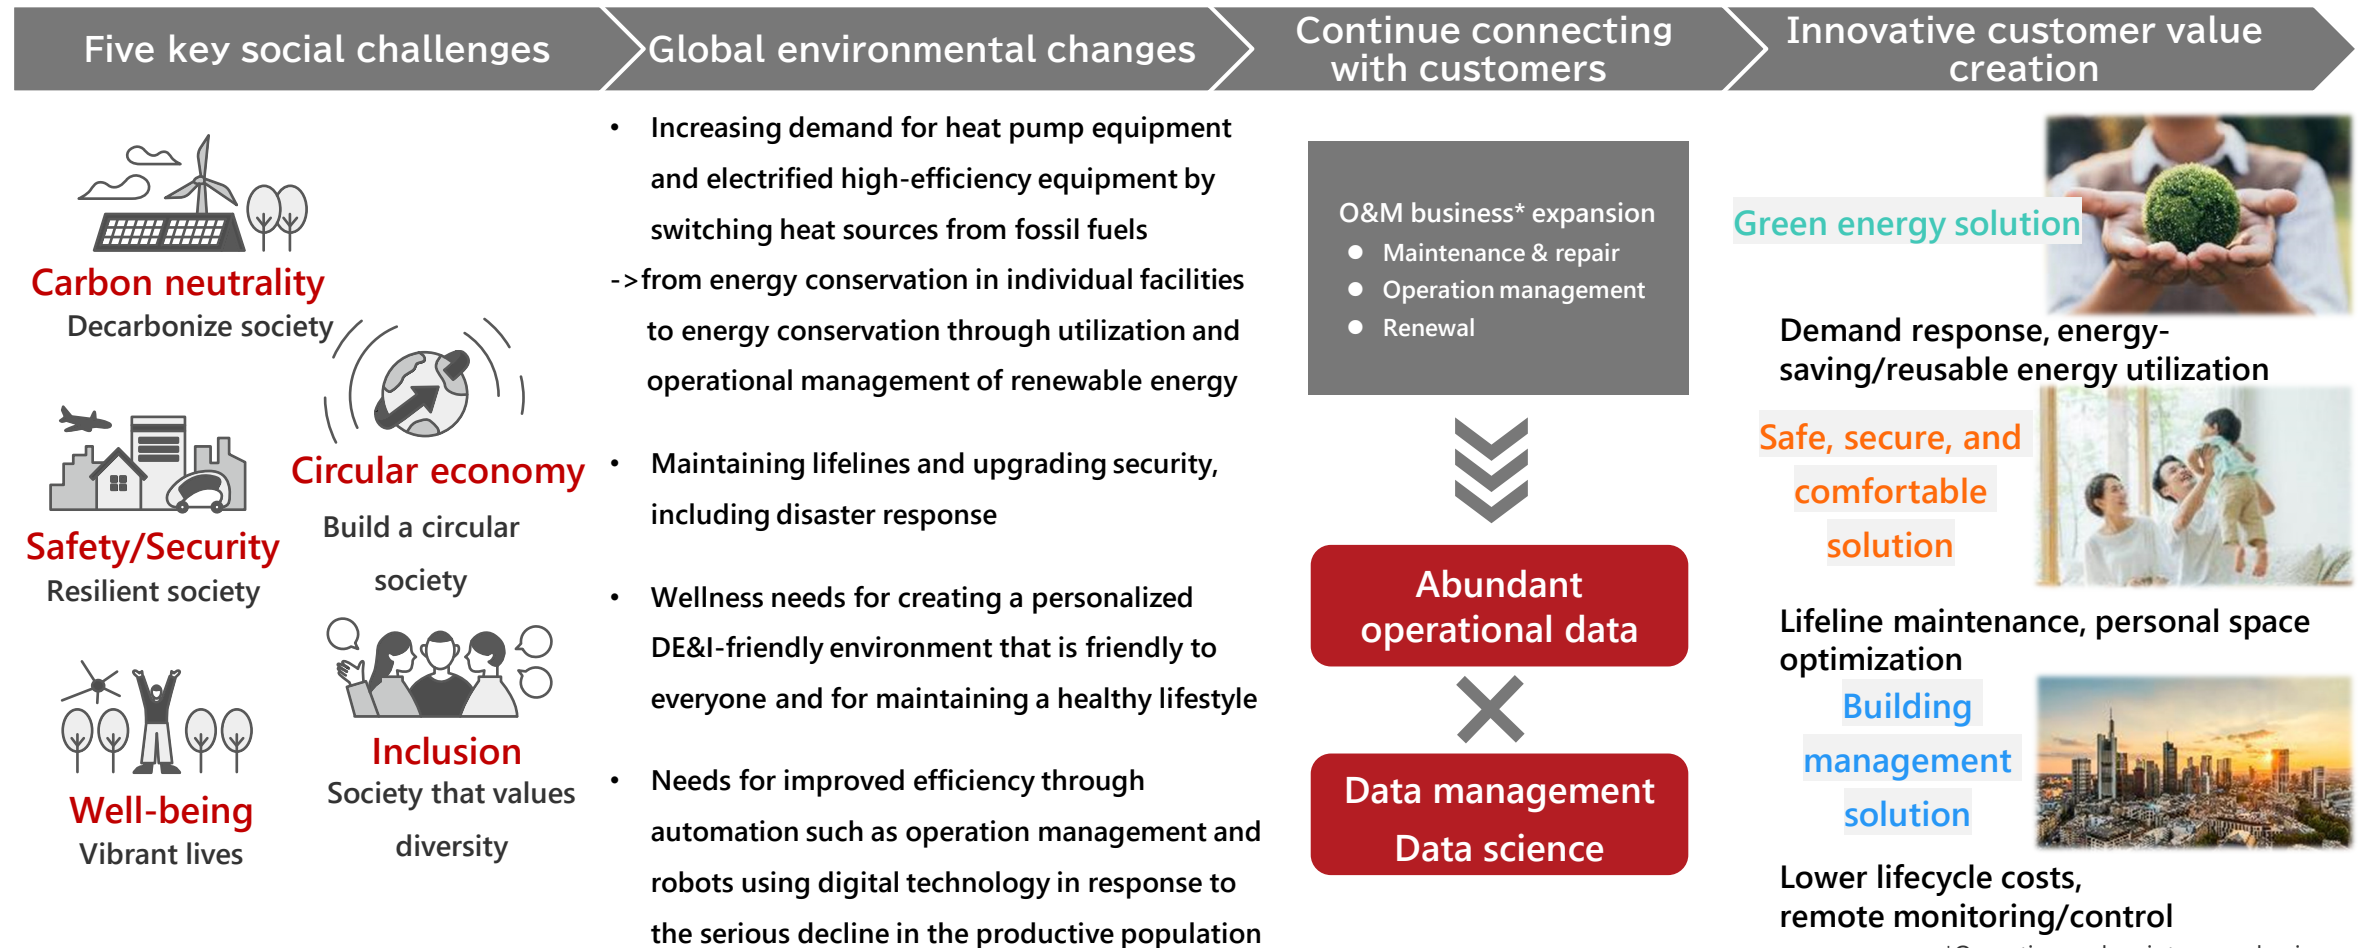 Five key social challenges
Global environmental changes
Continue connecting
with customers
Innovative customer value
creation
Carbon neutrality
Decarbonize society
Circular economy
Build a circular
society
Safety/Security
Resilient society
Inclusion
Society that values
diversity
Well-being
Vibrant lives
• Increasing demand for heat pump equipment
and electrified high-efficiency equipment by
switching heat sources from fossil fuels
->from energy conservation in individual facilities
to energy conservation through utilization and
operational management of renewable energy
• Maintaining lifelines and upgrading security,
including disaster response
• Wellness needs for creating a personalized
DE&I-friendly environment that is friendly to
everyone and for maintaining a healthy lifestyle
• Needs for improved efficiency through
automation such as operation management and
robots using digital technology in response to
the serious decline in the productive population
O&M business* expansion
● Maintenance & repair
● Operation management
● Renewal
Abundant
operational data
Data management
Data science
Green energy solution
Demand response, energy-
saving/reusable energy utilization
Safe, secure, and
comfortable
solution
Lifeline maintenance, personal space
optimization
Building
management
solution
Lower lifecycle costs,
remote monitoring/control